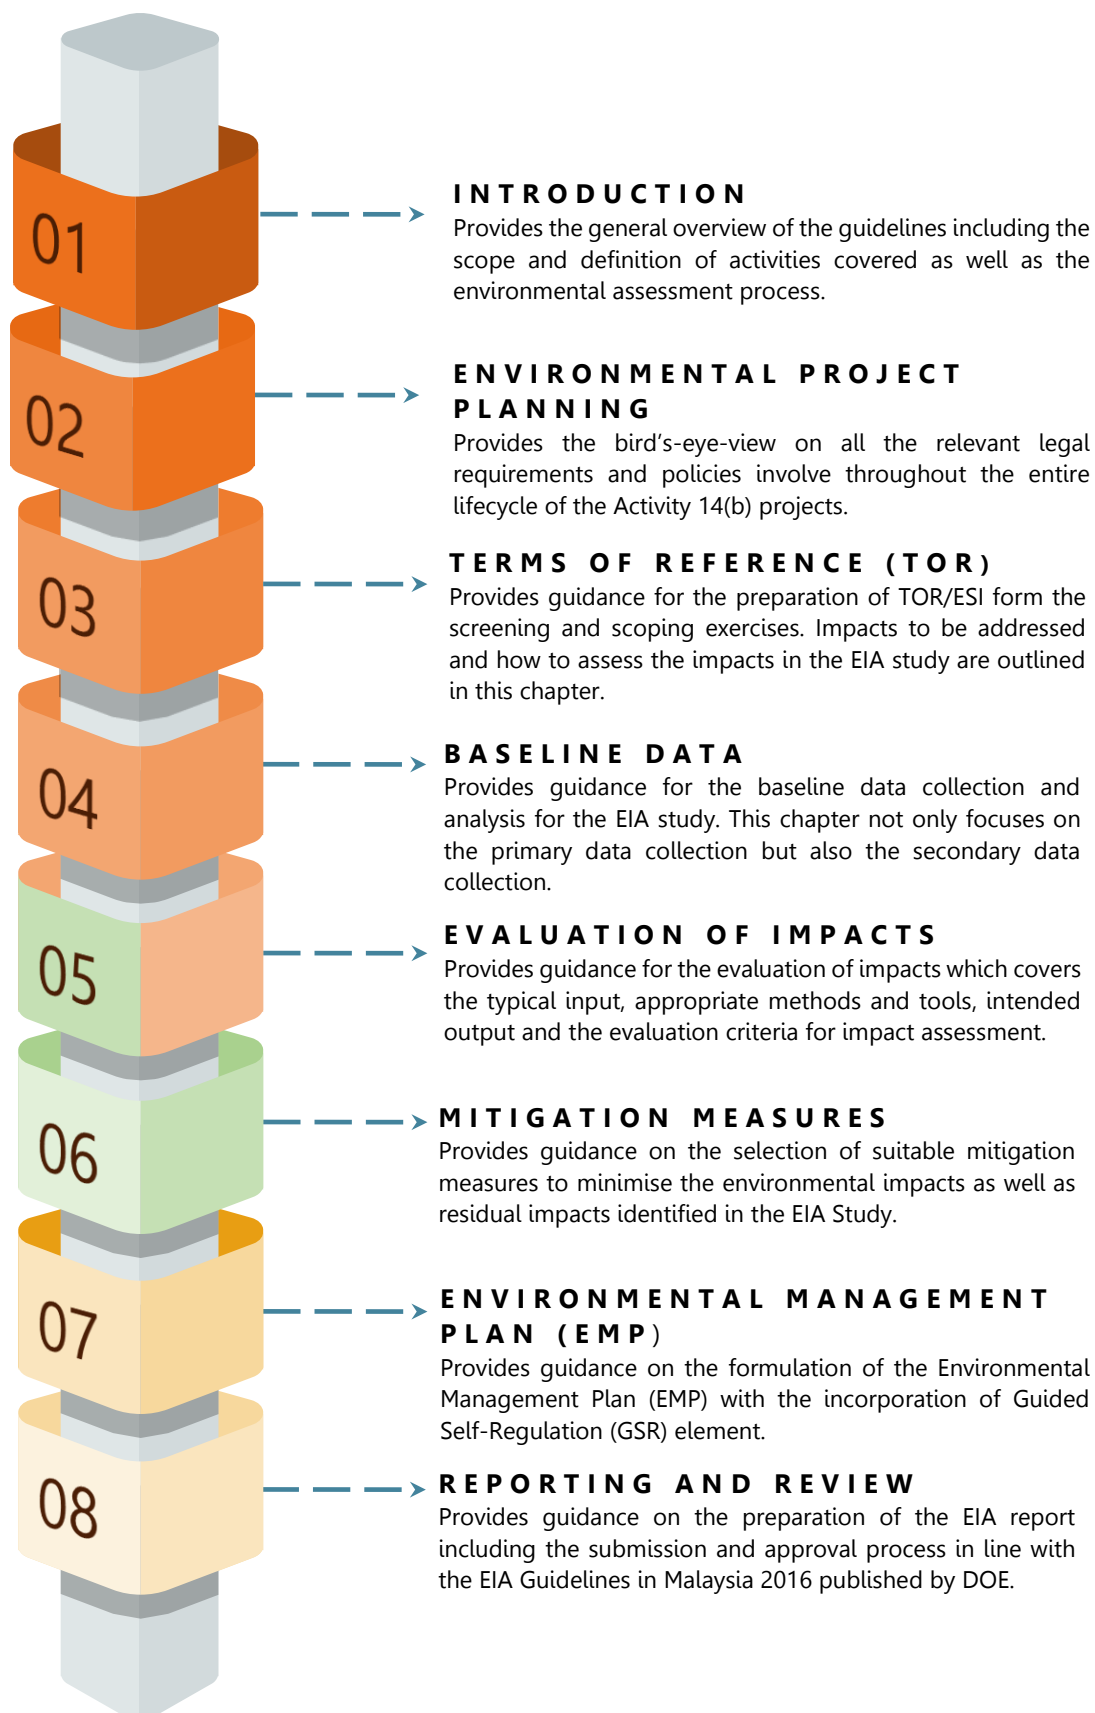 01
INTRODUCTION
Provides the general overview of the guidelines including the
scope and definition of activities covered as well as the
environmental assessment process.
02
ENVIRONMENTAL PROJECT
PLANNING
Provides the bird's-eye-view on all the relevant legal
requirements and policies involve throughout the entire
lifecycle of the Activity 14(b) projects.
03
TERMS OF REFERENCE (TOR)
Provides guidance for the preparation of TOR/ESI form the
screening and scoping exercises. Impacts to be addressed
and how to assess the impacts in the EIA study are outlined
in this chapter.
04
BASELINE DATA
Provides guidance for the baseline data collection and
analysis for the EIA study. This chapter not only focuses on
the primary data collection but also the secondary data
collection.
05
EVALUATION OF IMPACTS
Provides guidance for the evaluation of impacts which covers
the typical input, appropriate methods and tools, intended
output and the evaluation criteria for impact assessment.
06
MITIGATION MEASURES
Provides guidance on the selection of suitable mitigation
measures to minimise the environmental impacts as well as
residual impacts identified in the EIA Study.
07
ENVIRONMENTAL MANAGEMENT
PLAN (EMP)
Provides guidance on the formulation of the Environmental
Management Plan (EMP) with the incorporation of Guided
Self-Regulation (GSR) element.
08
REPORTING AND REVIEW
Provides guidance on the preparation of the EIA report
including the submission and approval process in line with
the EIA Guidelines in Malaysia 2016 published by DOE.